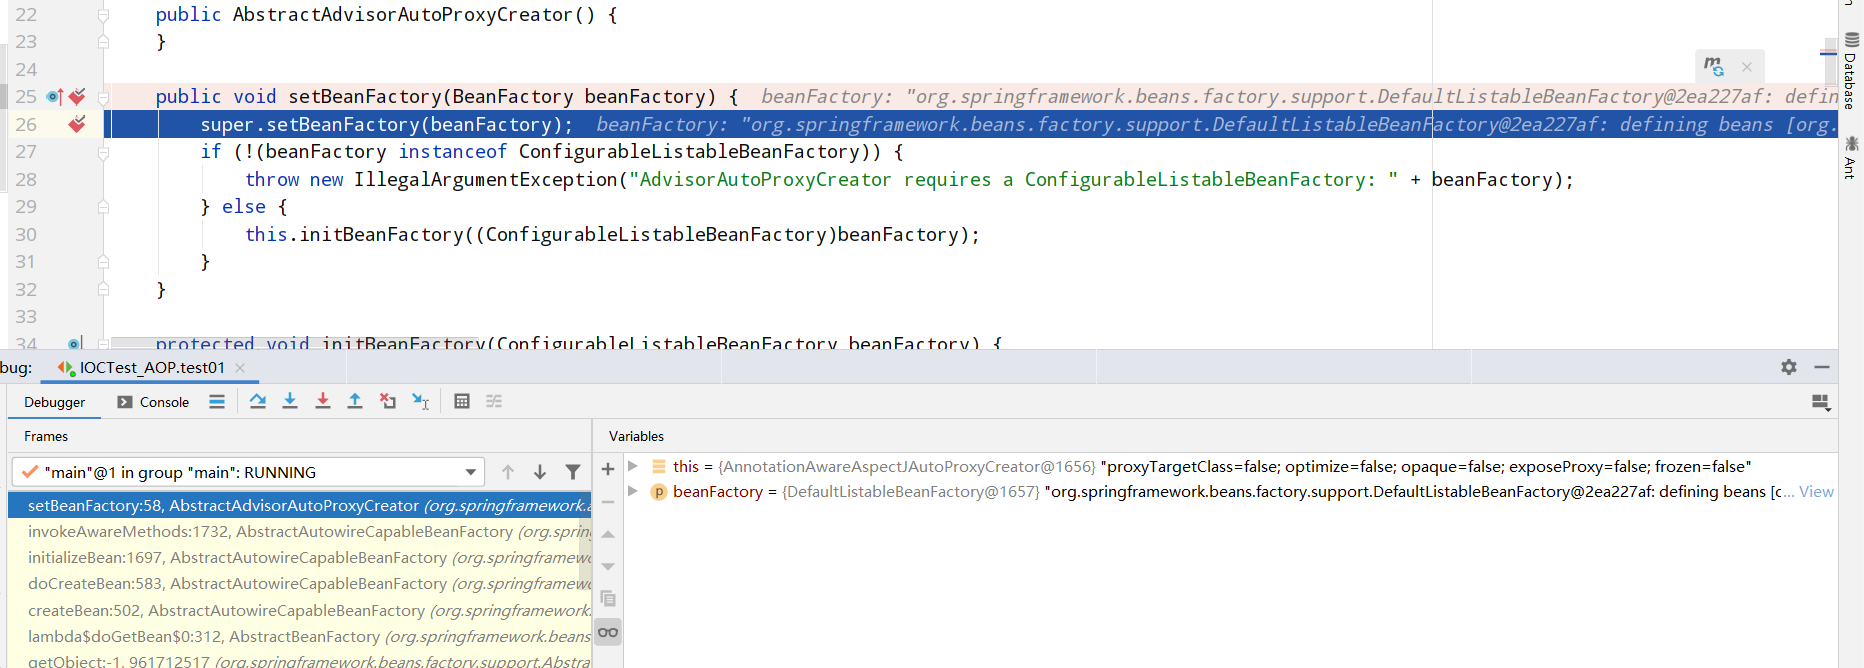 22 public AbstractAdvisorAutoProxyCreator() {
23 }
24
25 public void setBeanFactory(BeanFactory beanFactory) { beanFactory: "org.springframework.beans.factory.support.DefaultListableBeanFactory@2ea227af: defin
26 super.setBeanFactory(beanFactory); beanFactory: "org.springframework.beans.factory.support.DefaultListableBeanFactory@2ea227af: defining beans [org.
27 if (!(beanFactory instanceof ConfigurableListableBeanFactory)) {
28 throw new IllegalArgumentException("AdvisorAutoProxyCreator requires a ConfigurableListableBeanFactory: " + beanFactory);
29 } else {
30 this.initBeanFactory((ConfigurableListableBeanFactory)beanFactory);
31 }
32 }
33
34 protected void initBeanFactory(ConfigurableListableBeanFactory beanFactory) {
Database
Ant
bug: IOCTest_AOP.test01
Debugger Console
Frames
Variables
"main"@1 in group "main": RUNNING
setBeanFactory:58, AbstractAdvisorAutoProxyCreator (org.springframework.a
invokeAwareMethods:1732, AbstractAutowireCapableBeanFactory (org.spring
initializeBean:1697, AbstractAutowireCapableBeanFactory (org.springframew
doCreateBean:583, AbstractAutowireCapableBeanFactory (org.springframew
createBean:502, AbstractAutowireCapableBeanFactory (org.springframework.
lambda$doGetBean$0:312, AbstractBeanFactory (org.springframework.beans
getObject:-1, 961712517 (org.springframework.beans.factory.support.Abstra
this = {AnnotationAwareAspectJAutoProxyCreator@1656} "proxyTargetClass=false; optimize=false; opaque=false; exposeProxy=false; frozen=false"
p beanFactory = {DefaultListableBeanFactory@1657} "org.springframework.beans.factory.support.DefaultListableBeanFactory@2ea227af: defining beans [c... View